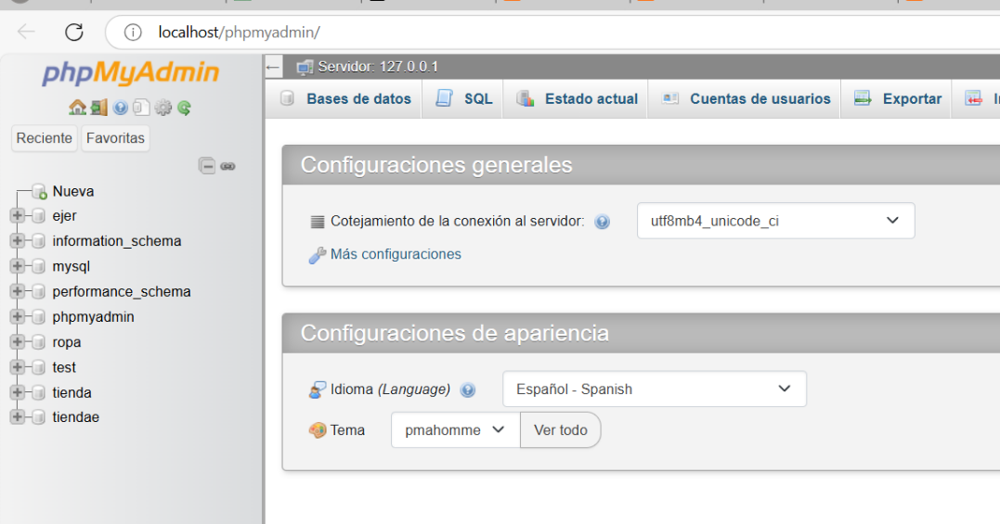 localhost/phpmyadmin/
phpMyAdmin
Reciente Favoritas
Nueva
ejer
information_schema
mysql
performance_schema
phpmyadmin
ropa
test
tienda
tiendae
Servidor: 127.0.0.1
Bases de datos SQL Estado actual Cuentas de usuarios Exportar
Configuraciones generales
Cotejamiento de la conexión al servidor: utf8mb4_unicode_ci
Más configuraciones
Configuraciones de apariencia
Idioma (Language) Español - Spanish
Tema pmahomme Ver todo